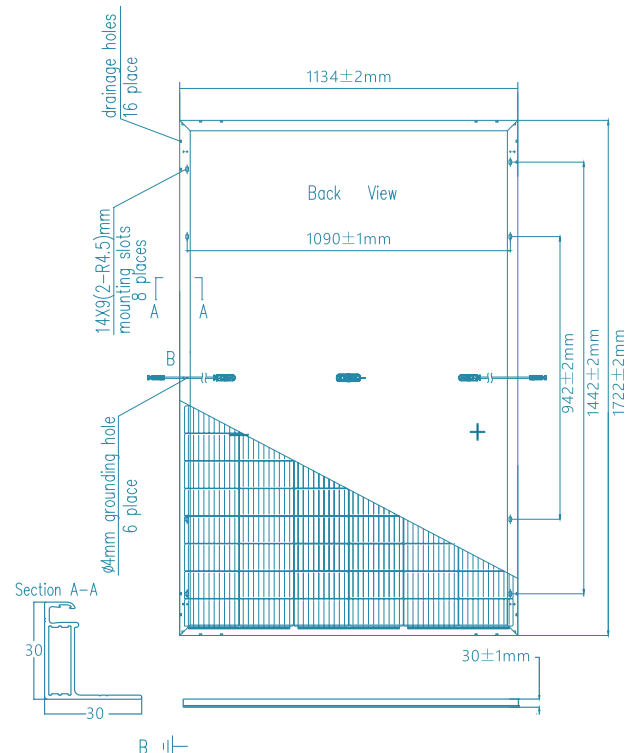 drainage holes
16 place
1134±2mm
Back View
1090±1mm
14X9(2-R4.5)mm
mounting slots
8 places
A
A
B
942±2mm
1442±2mm
1722±2mm
ø4mm grounding hole
6 place
Section A-A
30
30
30±1mm
B